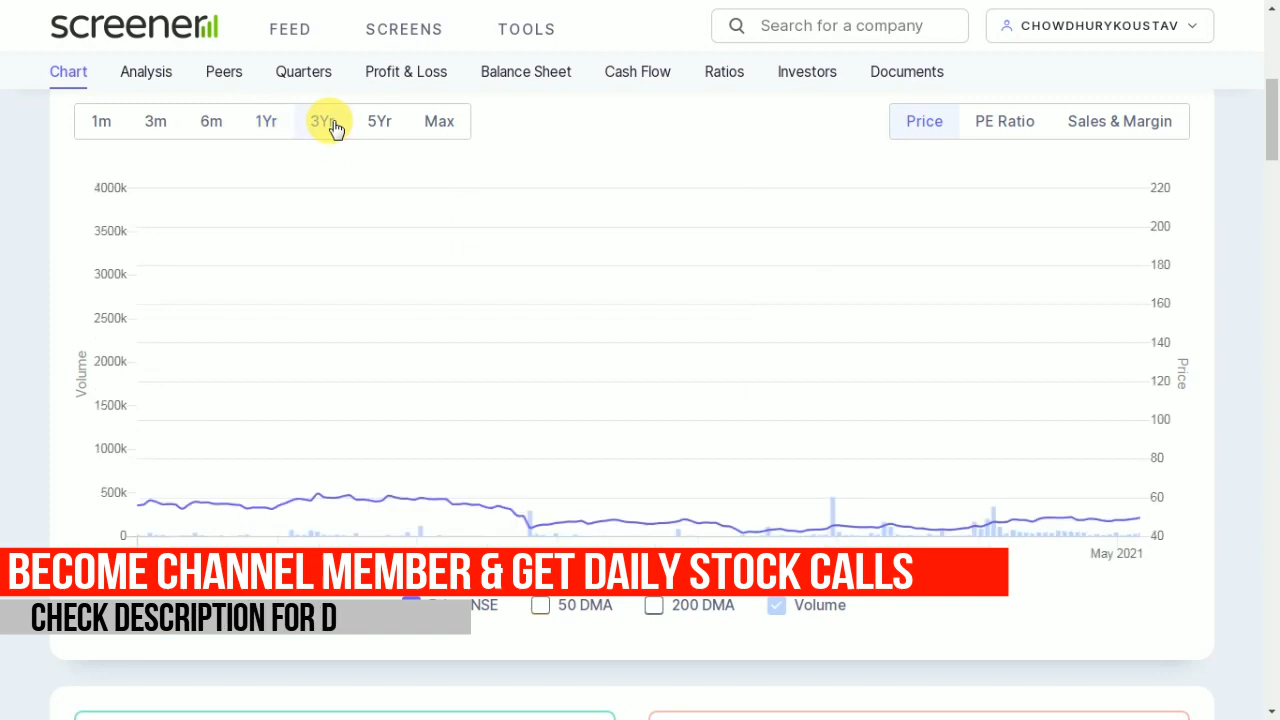 screener
FEED
SCREENS
TOOLS
Search for a company
CHOWDHURYKOUSTAV
Chart
Analysis
Peers
Quarters
Profit & Loss
Balance Sheet
Cash Flow
Ratios
Investors
Documents
1m
3m
6m
1Yr
3Yr
5Yr
Max
Price
PE Ratio
Sales & Margin
4000k
3500k
3000k
2500k
2000k
1500k
1000k
500k
0
Volume
220
200
180
160
140
120
100
80
60
40
Price
May 2021
BECOME CHANNEL MEMBER & GET DAILY STOCK CALLS
CHECK DESCRIPTION FOR D
NSE
50 DMA
200 DMA
Volume